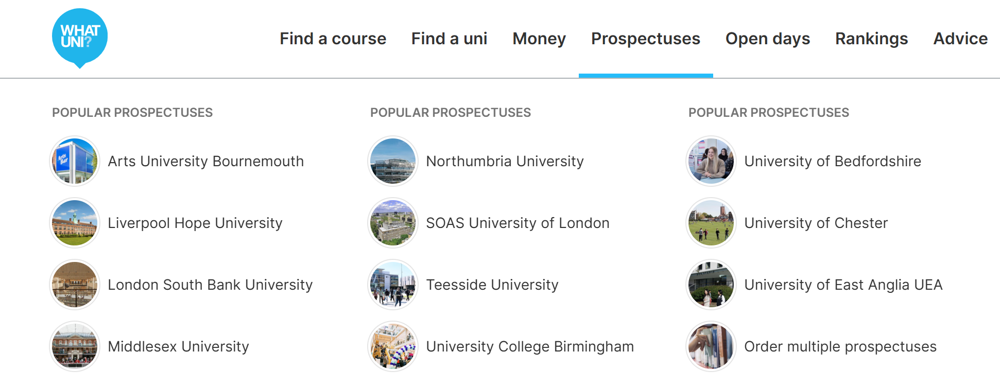 WHAT
UNI?
Find a course
Find a uni
Money
Prospectuses
Open days
Rankings
Advice
POPULAR PROSPECTUSES
Arts University Bournemouth
Liverpool Hope University
London South Bank University
Middlesex University
POPULAR PROSPECTUSES
Northumbria University
SOAS University of London
Teesside University
University College Birmingham
POPULAR PROSPECTUSES
University of Bedfordshire
University of Chester
University of East Anglia UEA
Order multiple prospectuses
Arts
Bar